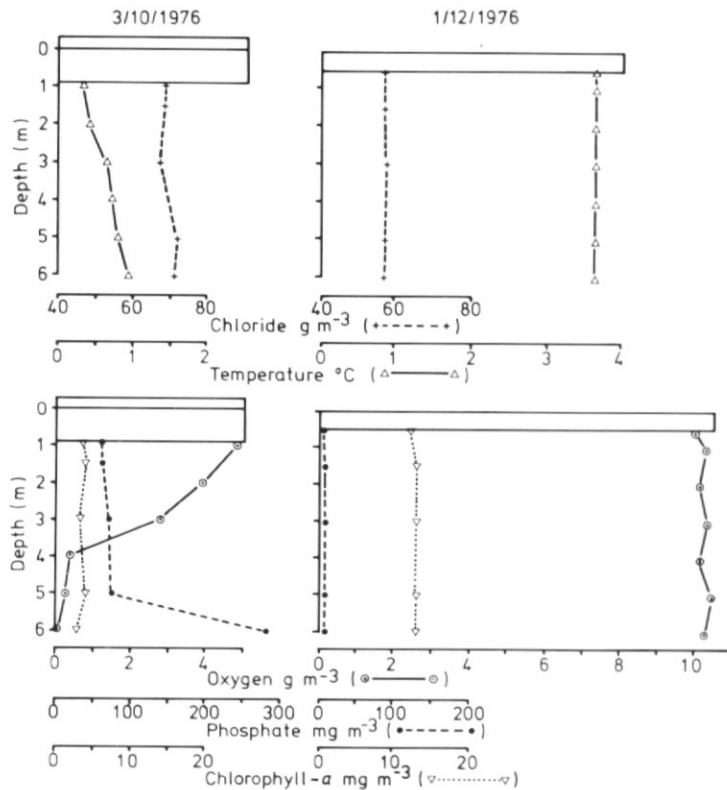 3/10/1976 1/12/1976
0
1
2
3
4
5
6
Depth (m)
40 60 80 40 60 80
Chloride g m⁻³ (+-------+)
0 1 2 0 1 2 3 4
Temperature °C (△———△)
0
1
2
3
4
5
6
Depth (m)
0 2 4 0 2 4 6 8 10
Oxygen g m⁻³ (⊙———⊙)
0 100 200 300 0 100 200
Phosphate mg m⁻³ (•-------•)
0 10 20 0 10 20
Chlorophyll-a mg m⁻³ (▽·······▽)